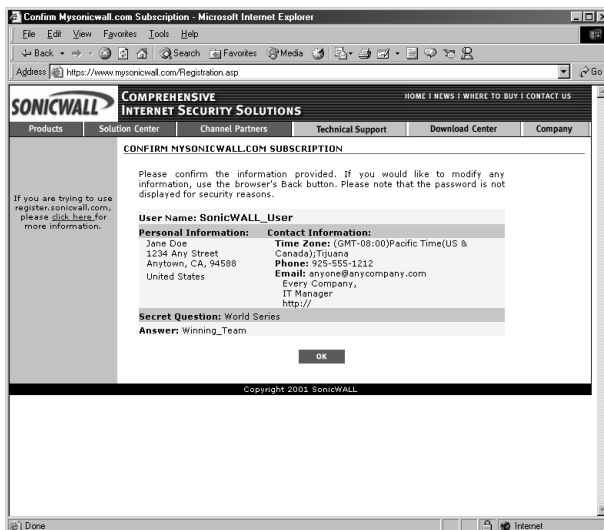 Confirm Mysonicwall.com Subscription - Microsoft Internet Explorer
File Edit View Favorites Tools Help
Back Search Favorites Media
Address https://www.mysonicwall.com/Registration.asp Go
SONICWALL
COMPREHENSIVE
INTERNET SECURITY SOLUTIONS
HOME | NEWS | WHERE TO BUY | CONTACT US
Products Solution Center Channel Partners Technical Support Download Center Company
CONFIRM MYSONICWALL.COM SUBSCRIPTION
If you are trying to use
register.sonicwall.com,
please click here for
more information.
Please confirm the information provided. If you would like to modify any
information, use the browser's Back button. Please note that the password is not
displayed for security reasons.
User Name: SonicWALL_User
Personal Information:
Jane Doe
1234 Any Street
Anytown, CA, 94588
United States
Contact Information:
Time Zone: (GMT-08:00)Pacific Time(US &
Canada);Tijuana
Phone: 925-555-1212
Email: anyone@anycompany.com
Every Company,
IT Manager
http://
Secret Question: World Series
Answer: Winning_Team
OK
Copyright 2001 SonicWALL
Done Internet